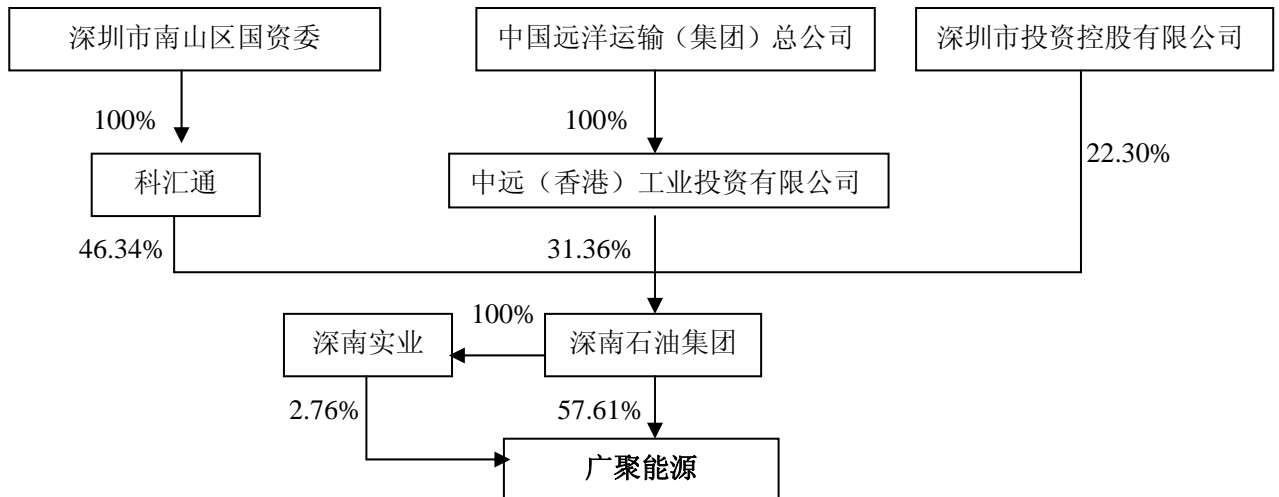 深圳市南山区国资委
中国远洋运输（集团）总公司
深圳市投资控股有限公司
100%
100%
22.30%
科汇通
中远（香港）工业投资有限公司
46.34%
31.36%
100%
深南实业
深南石油集团
2.76%
57.61%
广聚能源